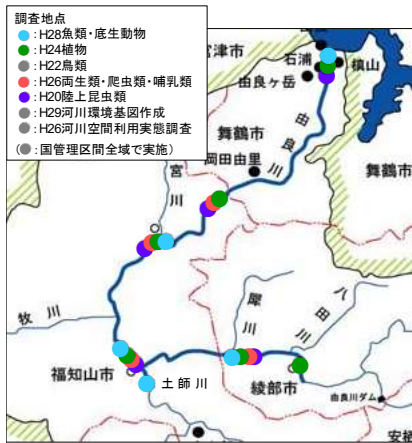 調査地点
：H28魚類・底生動物
：H24植物
：H22鳥類
：H26両生類・爬虫類・哺乳類
：H20陸上昆虫類
：H29河川環境基図作成
：H26河川空間利用実態調査
（●：国管理区間全域で実施）
宮津市
石浦
槙山
由良ヶ岳
舞鶴市
由良川
岡田由里
舞鶴市
宮川
牧川
犀川
八田川
福知山市
土師川
綾部市
由良川ダム
安栖